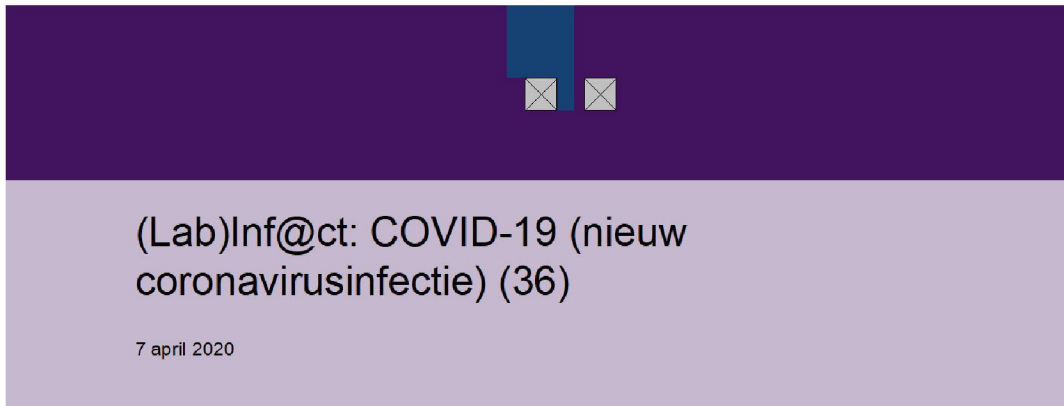 (Lab)Inf@ct: COVID-19 (nieuw
coronavirusinfectie) (36)
7 april 2020